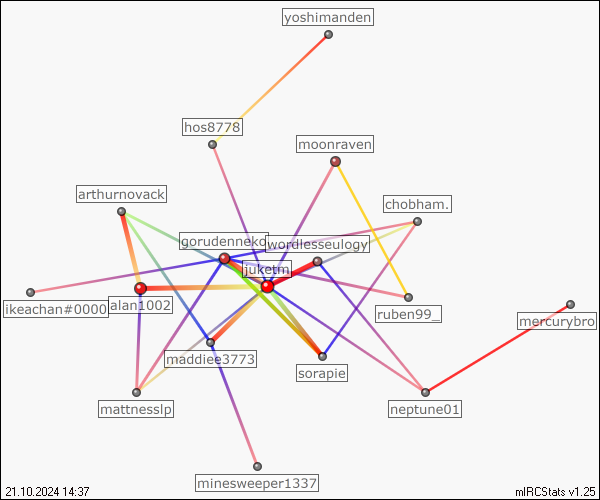 yoshimanden
hos8778
moonraven
arthurnovack
chobham.
gorudenneko
wordlesseulogy
juketm
ikeachan#0000
alan1002
ruben99_
mercurybro
maddiee3773
sorapie
mattnesslp
neptune01
minesweeper1337
21.10.2024 14:37
mIRCStats v1.25